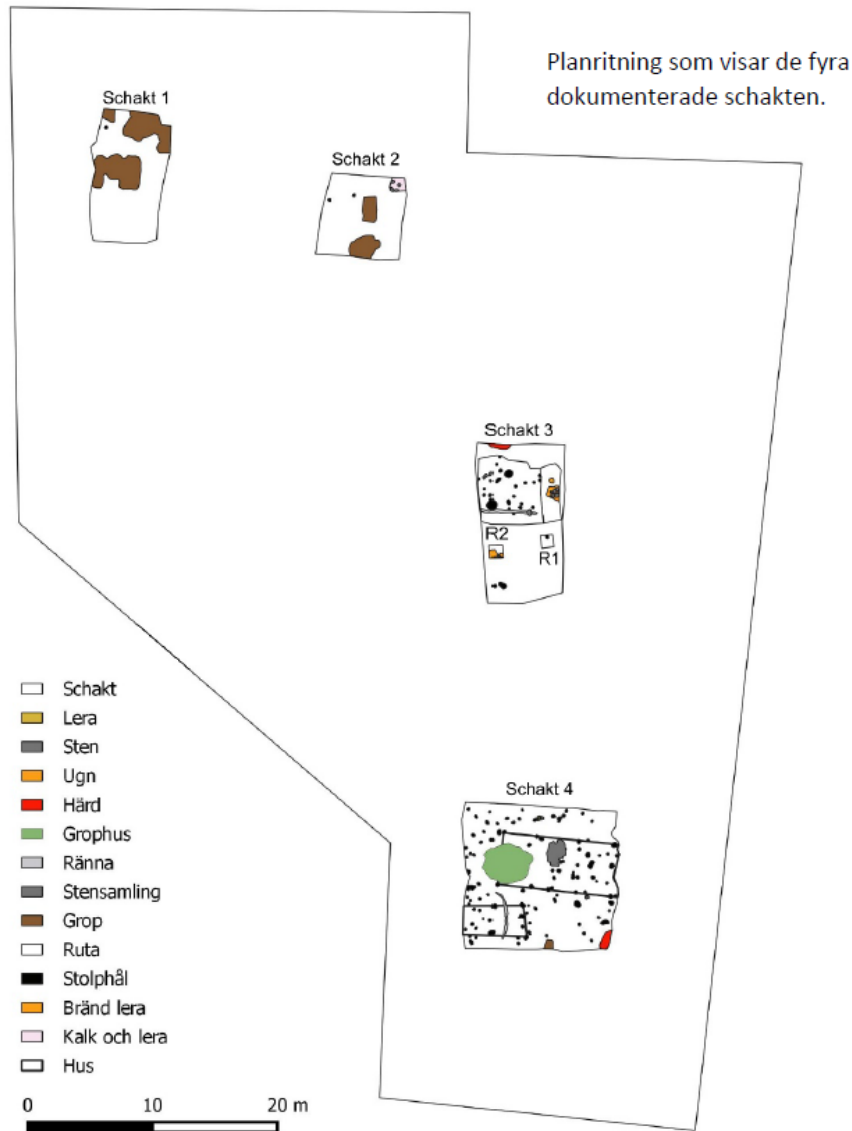 Planritning som visar de fyra
dokumenterade schakten.
Schakt 1
Schakt 2
Schakt 3
R2
R1
Schakt 4
Schakt
Lera
Sten
Ugn
Härd
Grophus
Ränna
Stensamling
Grop
Ruta
Stolphål
Bränd lera
Kalk och lera
Hus
0 10 20 m